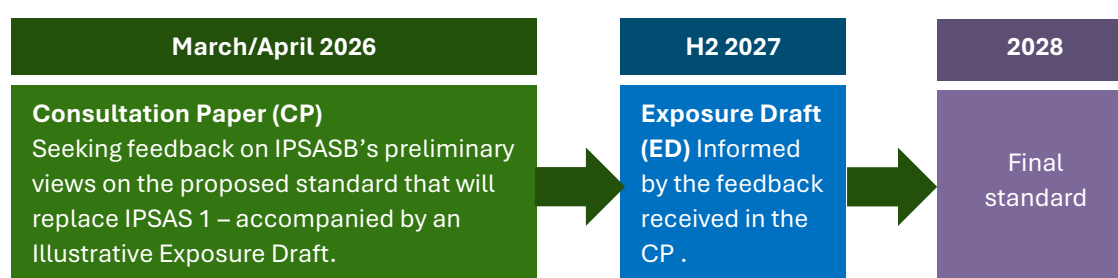 March/April 2026
Consultation Paper (CP)
Seeking feedback on IPSASB's preliminary
views on the proposed standard that will
replace IPSAS 1 – accompanied by an
Illustrative Exposure Draft.
H2 2027
Exposure Draft
(ED) Informed
by the feedback
received in the
CP .
2028
Final
standard